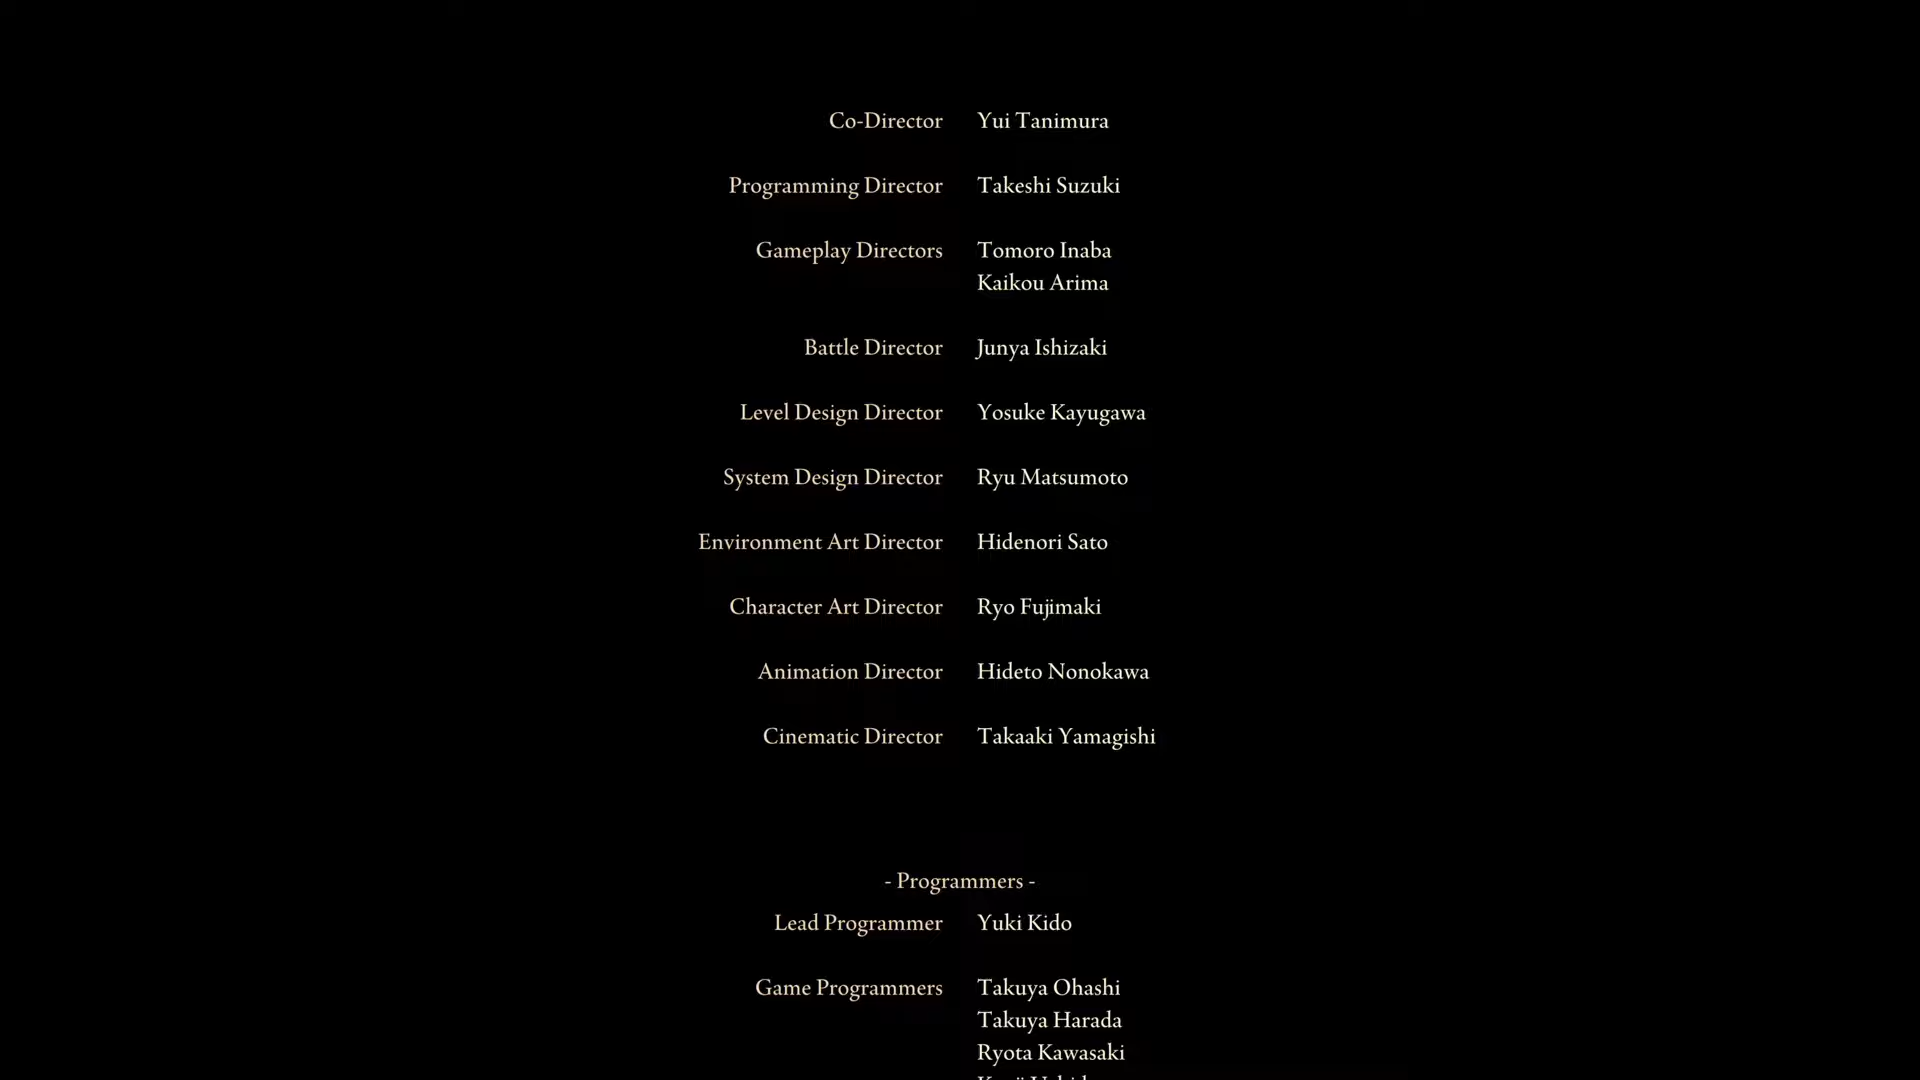 Co-Director Yui Tanimura
Programming Director Takeshi Suzuki
Gameplay Directors Tomoro Inaba
Kaikou Arima
Battle Director Junya Ishizaki
Level Design Director Yosuke Kayugawa
System Design Director Ryu Matsumoto
Environment Art Director Hidenori Sato
Character Art Director Ryo Fujimaki
Animation Director Hideto Nonokawa
Cinematic Director Takaaki Yamagishi
- Programmers -
Lead Programmer Yuki Kido
Game Programmers Takuya Ohashi
Takuya Harada
Ryota Kawasaki